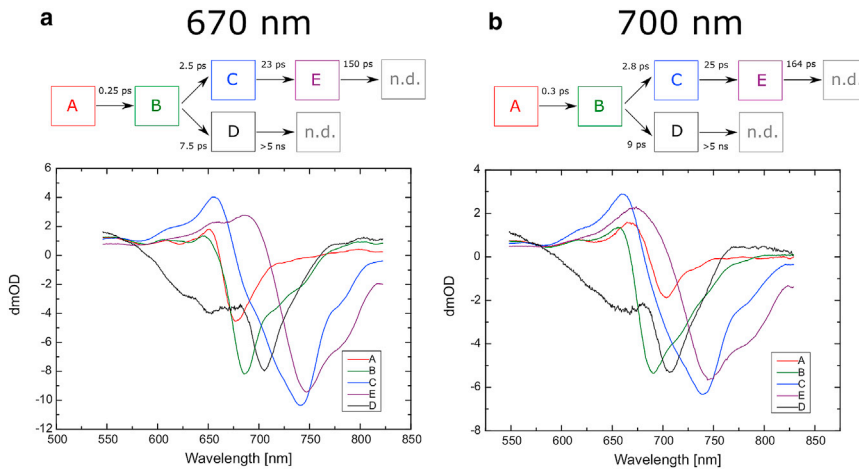 a
670 nm
2.5 ps
23 ps
150 ps
C
E
n.d.
0.25 ps
A
B
7.5 ps
D
>5 ns
n.d.
4
2
0
-2
-4
-6
-8
-10
-12
dmOD
A
B
C
E
D
500 550 600 650 700 750 800 850
Wavelength [nm]
b
700 nm
2.8 ps
25 ps
164 ps
C
E
n.d.
0.3 ps
A
B
9 ps
D
>5 ns
n.d.
4
2
0
-2
-4
-6
-8
dmOD
A
B
C
E
D
500 550 600 650 700 750 800 850
Wavelength [nm]